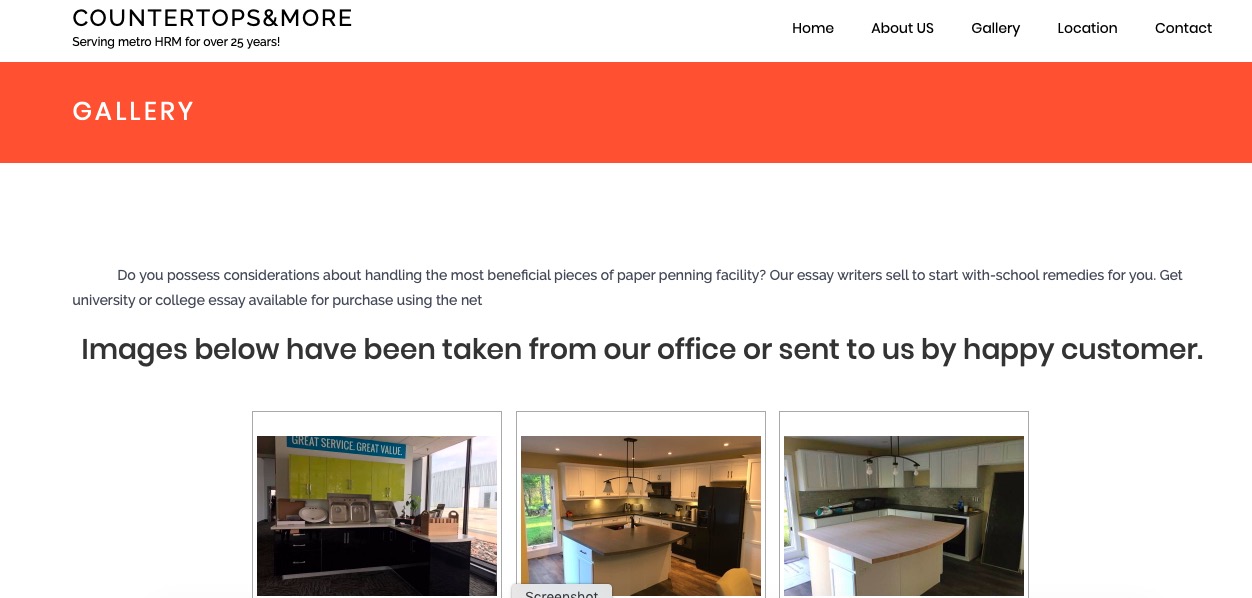 COUNTERTOPS&MORE
Serving metro HRM for over 25 years!
Home About US Gallery Location Contact
GALLERY
Do you possess considerations about handling the most beneficial pieces of paper penning facility? Our essay writers sell to start with-school remedies for you. Get
university or college essay available for purchase using the net
Images below have been taken from our office or sent to us by happy customer.
GREAT SERVICE. GREAT VALUE.
Screenshot